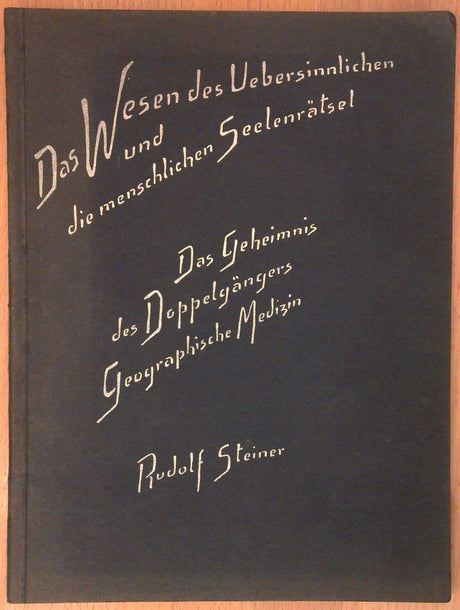 Das Wesen des Uebersinnlichen
und
die menschlichen Seelenrätsel
Das Geheimnis
des Doppelgängers
Geographische Medizin
Rudolf Steiner